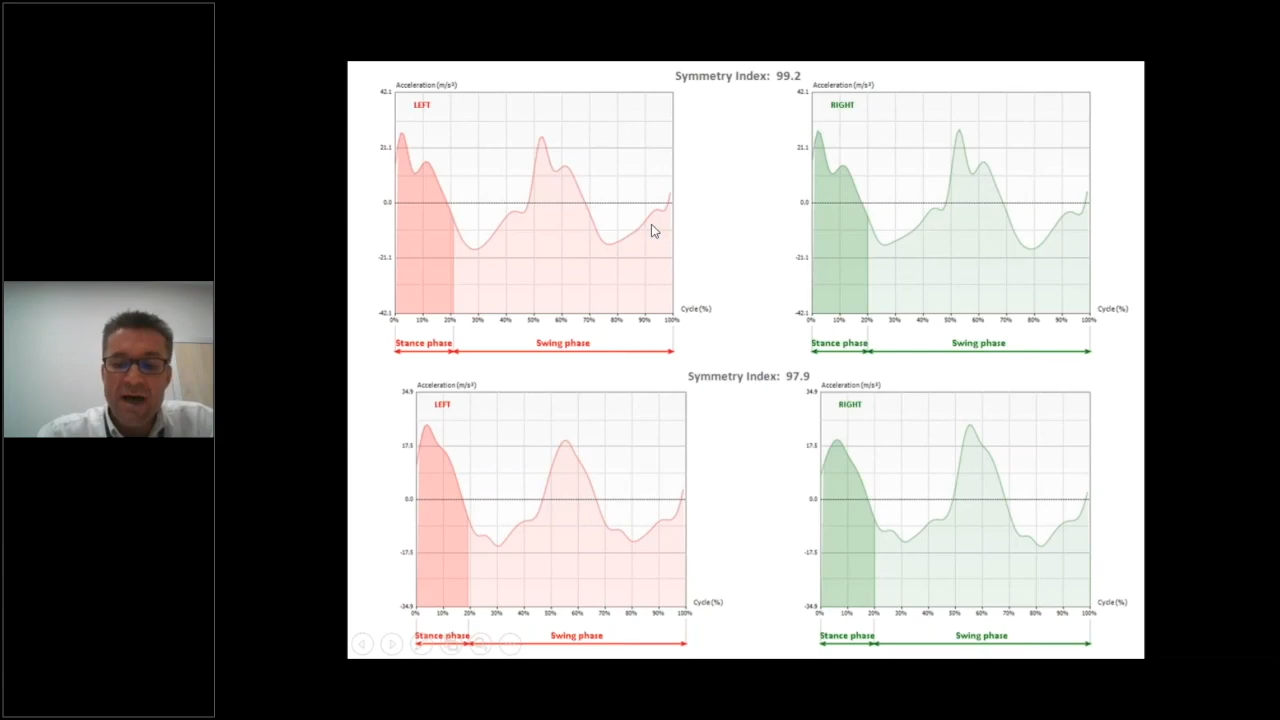 Symmetry Index: 99.2
Acceleration (m/s²)
42.1
21.1
0.0
-21.1
-42.1
LEFT
0% 10% 20% 30% 40% 50% 60% 70% 80% 90% 100%
Cycle (%)
Stance phase
Swing phase
Acceleration (m/s²)
42.1
21.1
0.0
-21.1
-42.1
RIGHT
0% 10% 20% 30% 40% 50% 60% 70% 80% 90% 100%
Cycle (%)
Stance phase
Swing phase
Symmetry Index: 97.9
Acceleration (m/s²)
34.9
17.5
0.0
-17.5
-34.9
LEFT
0% 10% 20% 30% 40% 50% 60% 70% 80% 90% 100%
Cycle (%)
Stance phase
Swing phase
Acceleration (m/s²)
34.9
17.5
0.0
-17.5
-34.9
RIGHT
0% 10% 20% 30% 40% 50% 60% 70% 80% 90% 100%
Cycle (%)
Stance phase
Swing phase